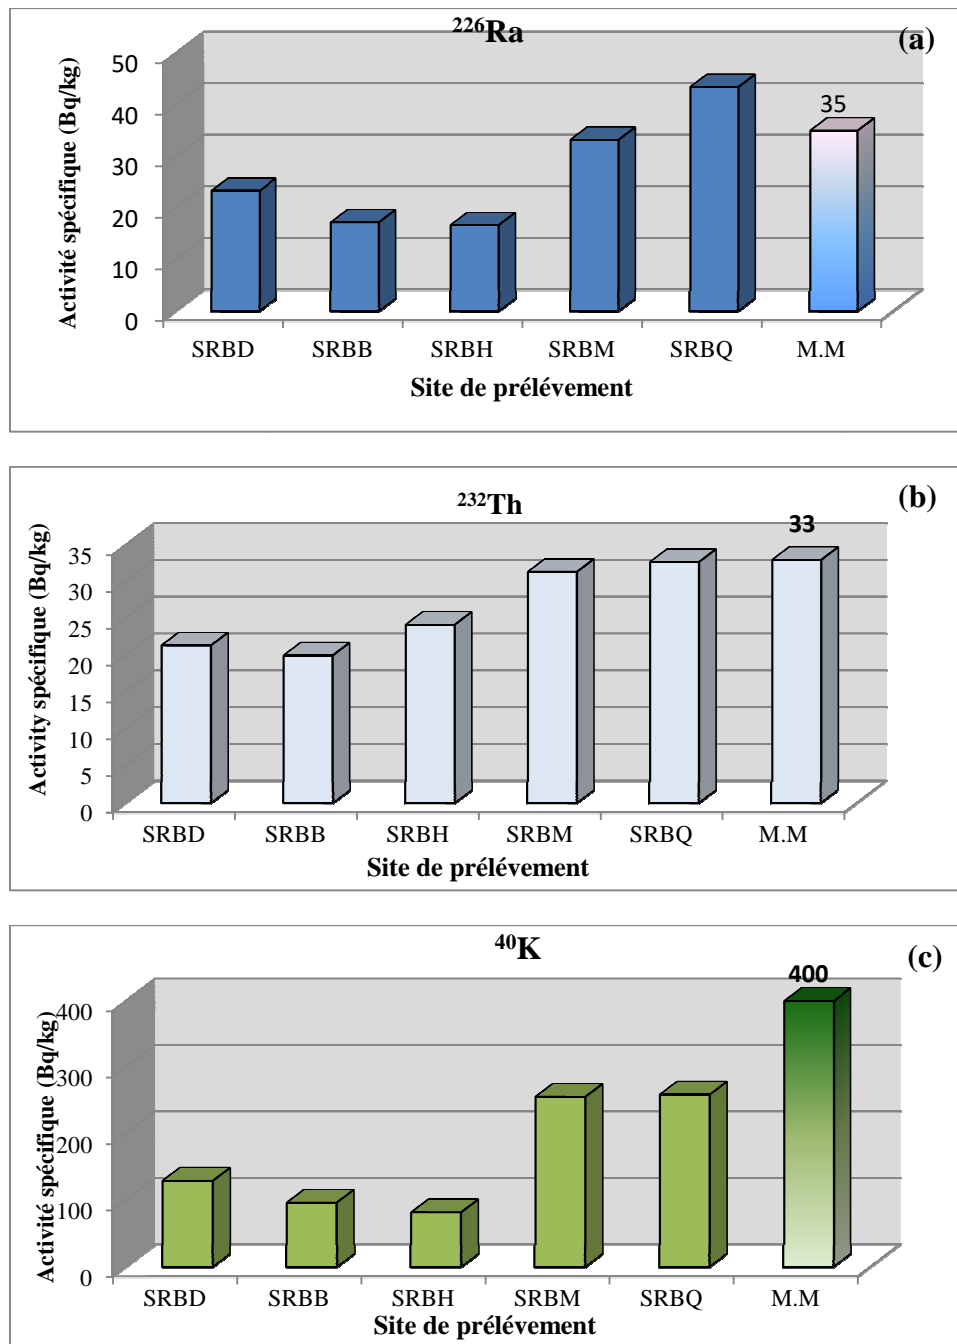 ²²⁶Ra
(a)
Activité spécifique (Bq/kg)
50
40
30
20
10
0
35
SRBD SRBB SRBH SRBM SRBQ M.M
Site de prélévement
²³²Th
(b)
Activity spécifique (Bq/kg)
35
30
25
20
15
10
5
0
33
SRBD SRBB SRBH SRBM SRBQ M.M
Site de prélévement
⁴⁰K
(c)
Activité spécifique (Bq/kg)
400
300
200
100
0
400
SRBD SRBB SRBH SRBM SRBQ M.M
Site de prélévement